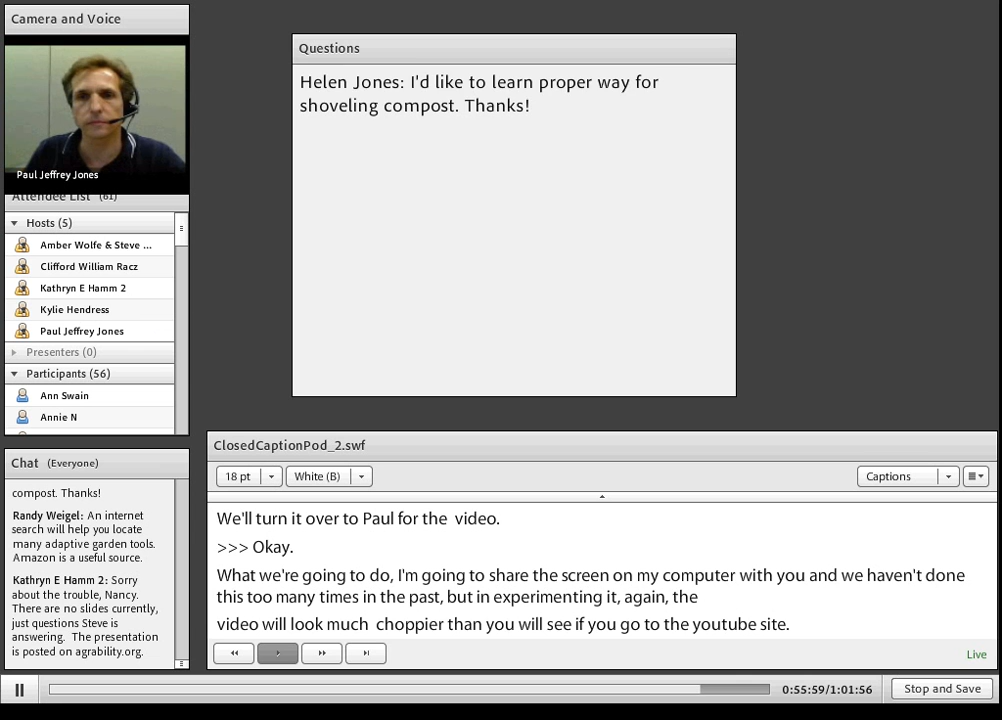 Camera and Voice
Paul Jeffrey Jones
Attendee List (61)
Hosts (5)
Amber Wolfe & Steve ...
Clifford William Racz
Kathryn E Hamm 2
Kylie Hendress
Paul Jeffrey Jones
Presenters (0)
Participants (56)
Ann Swain
Annie N
Chat (Everyone)
compost. Thanks!
Randy Weigel: An internet
search will help you locate
many adaptive garden tools.
Amazon is a useful source.
Kathryn E Hamm 2: Sorry
about the trouble, Nancy.
There are no slides currently,
just questions Steve is
answering. The presentation
is posted on agrability.org.
Questions
Helen Jones: I'd like to learn proper way for
shoveling compost. Thanks!
ClosedCaptionPod_2.swf
18 pt White (B) Captions
We'll turn it over to Paul for the video.
>>> Okay.
What we're going to do, I'm going to share the screen on my computer with you and we haven't done
this too many times in the past, but in experimenting it, again, the
video will look much choppier than you will see if you go to the youtube site.
Live
0:55:59/1:01:56 Stop and Save